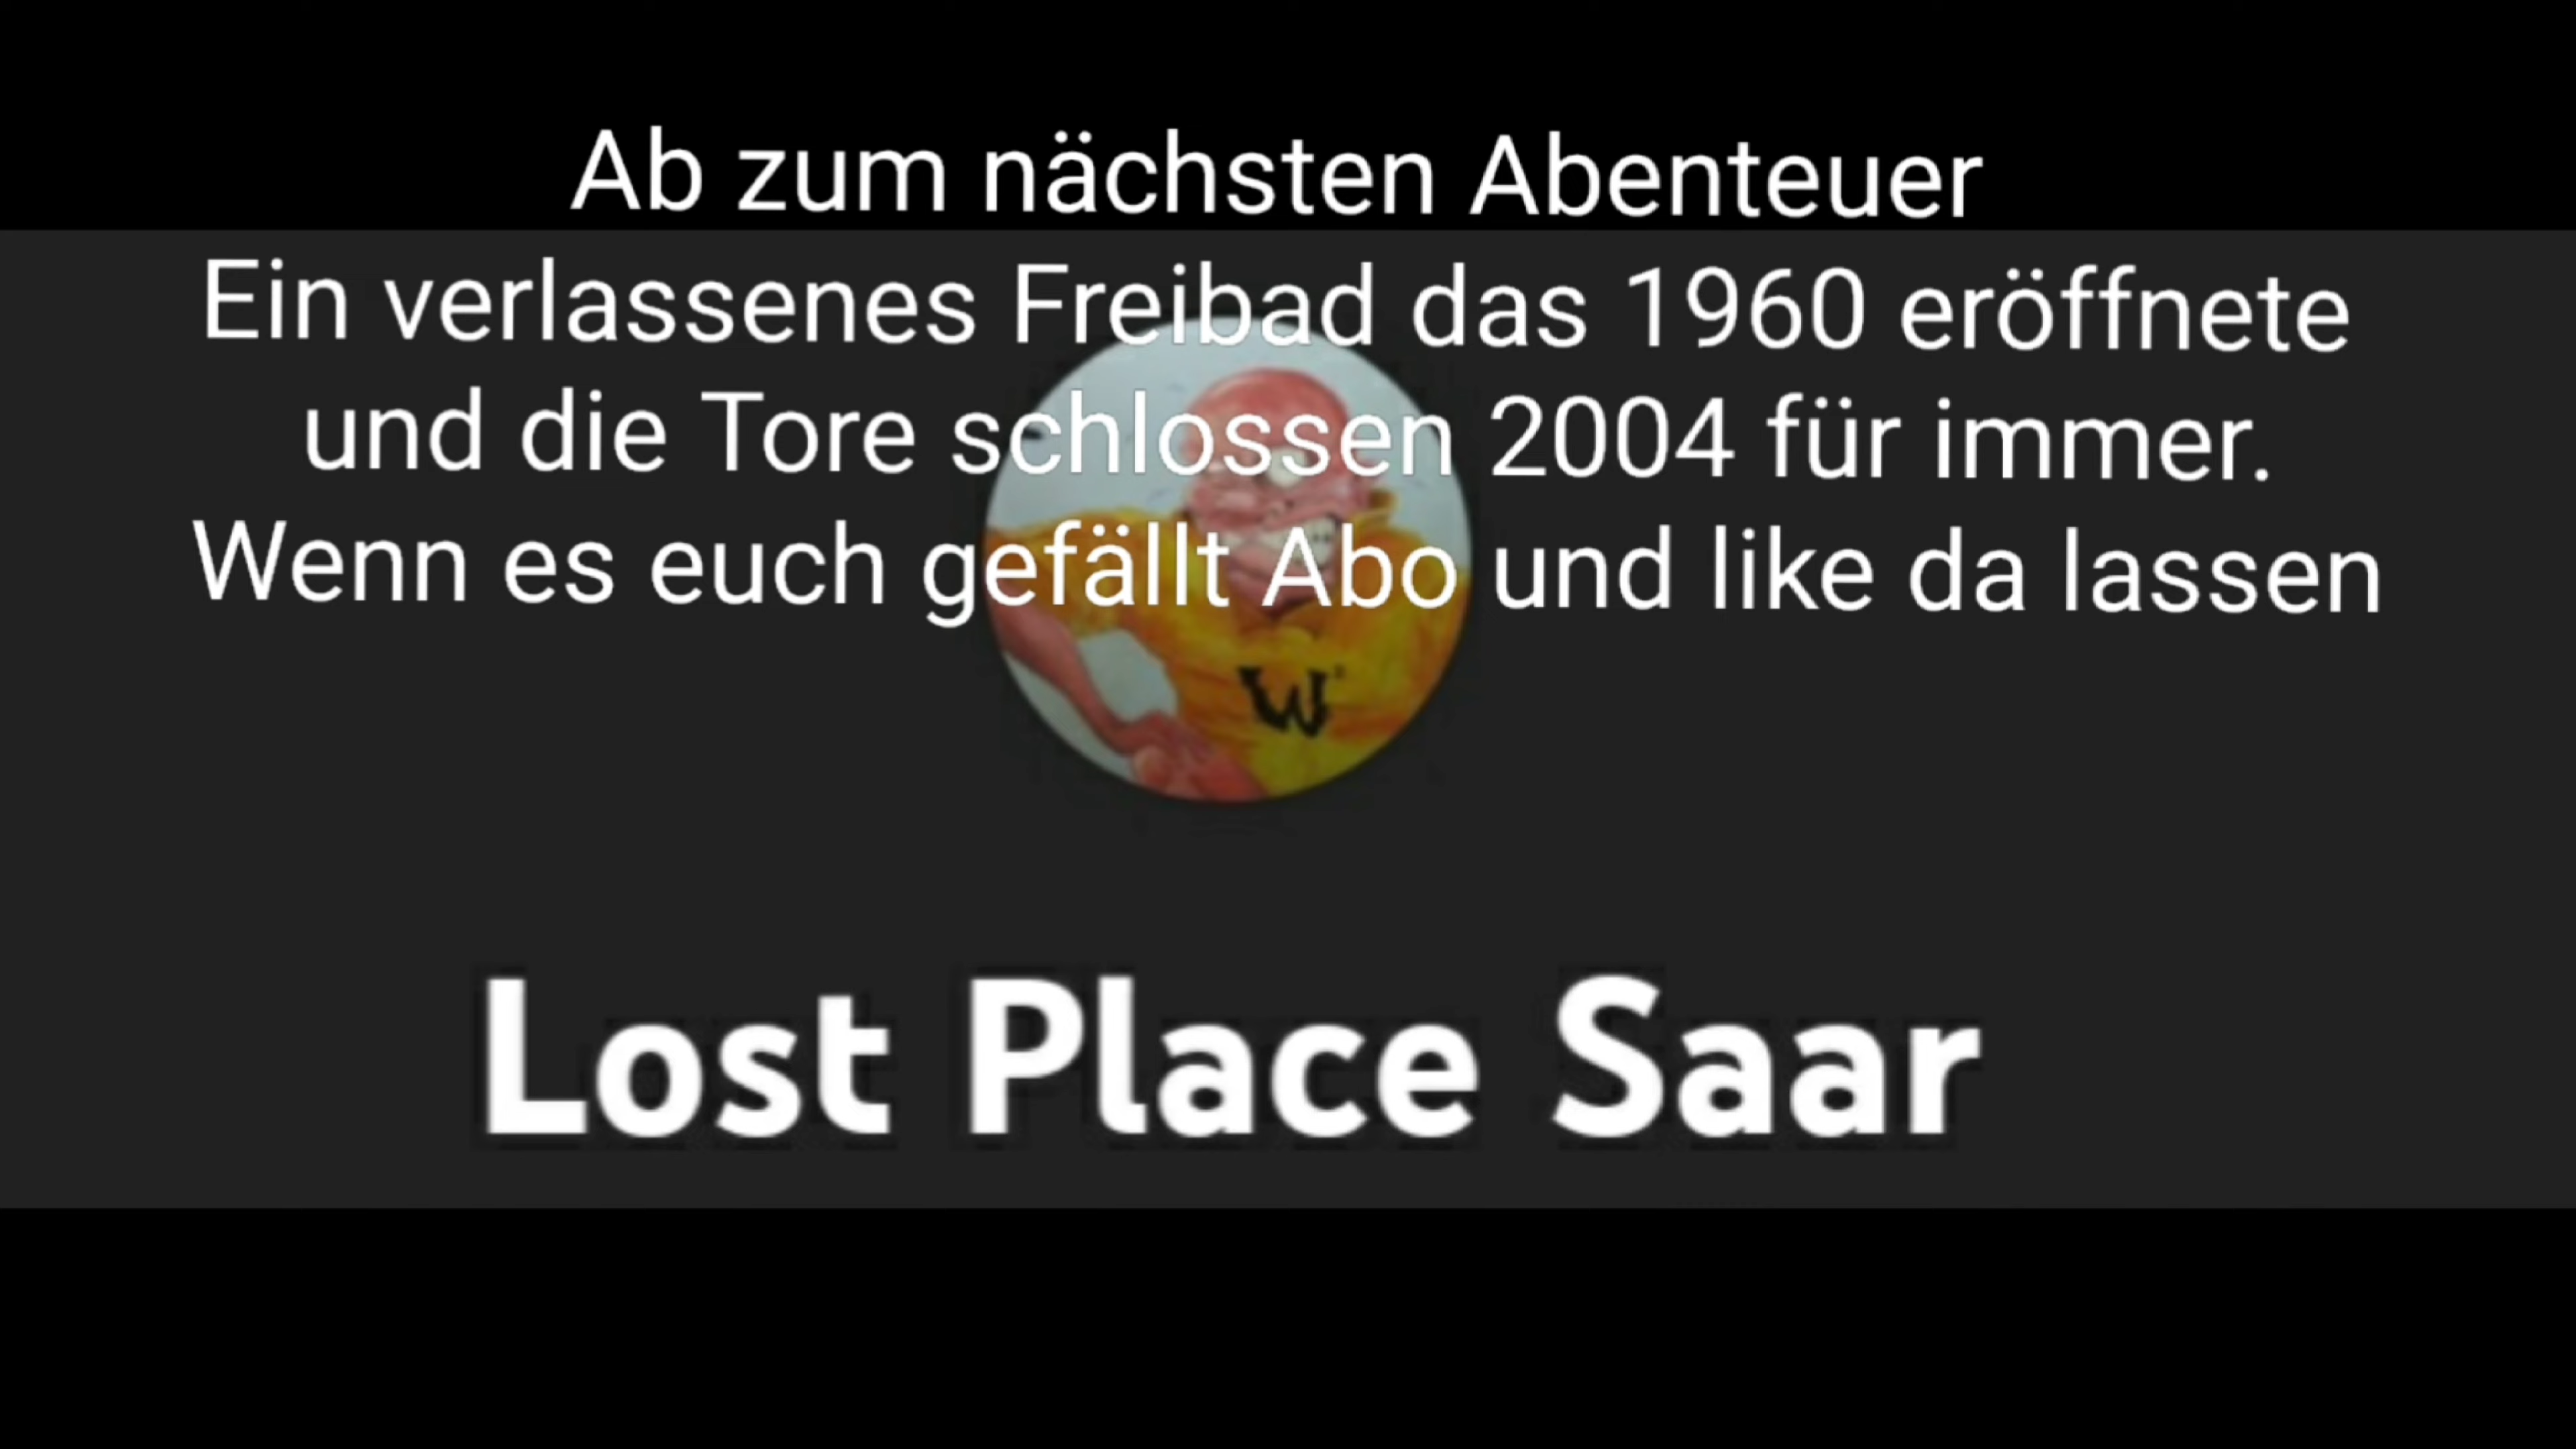 Ab zum nächsten Abenteuer
Ein verlassenes Freibad das 1960 eröffnete
und die Tore schlossen 2004 für immer.
Wenn es euch gefällt Abo und like da lassen
W
Lost Place Saar